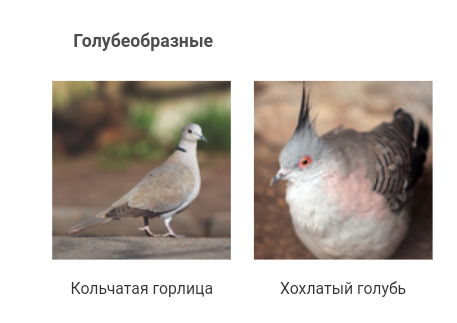 Голубеобразные
Кольчатая горлица
Хохлатый голубь